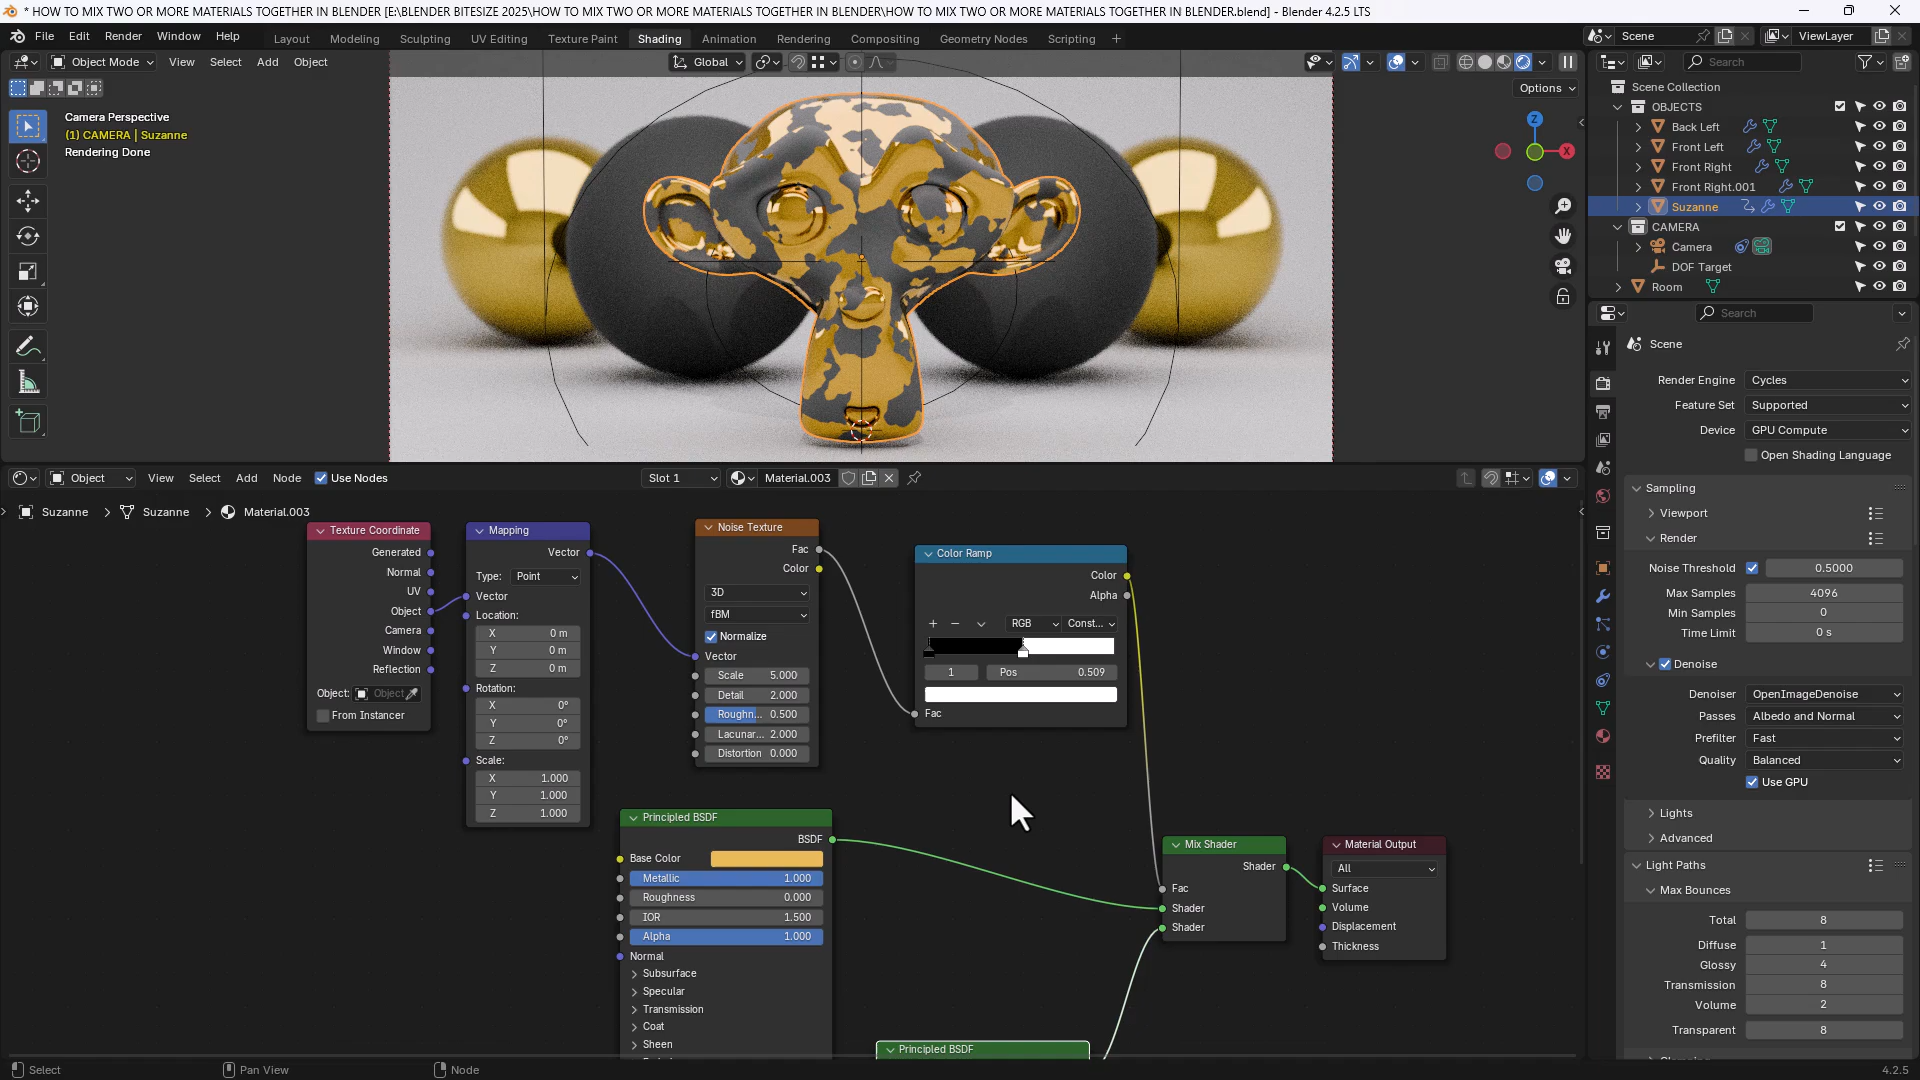 * HOW TO MIX TWO OR MORE MATERIALS TOGETHER IN BLENDER [E:\BLENDER BITESIZE 2025\HOW TO MIX TWO OR MORE MATERIALS TOGETHER IN BLENDER\HOW TO MIX TWO OR MORE MATERIALS TOGETHER IN BLENDER.blend] - Blender 4.2.5 LTS
File Edit Render Window Help Layout Modeling Sculpting UV Editing Texture Paint Shading Animation Rendering Compositing Geometry Nodes Scripting + Scene ViewLayer
Object Mode View Select Add Object Global Search
Options
Scene Collection
Camera Perspective
(1) CAMERA | Suzanne
Rendering Done
Z
X
OBJECTS
Back Left
Front Left
Front Right
Front Right.001
Suzanne
CAMERA
Camera
DOF Target
Room
Search
Scene
Render Engine Cycles
Feature Set Supported
Device GPU Compute
Open Shading Language
Sampling
Viewport
Render
Noise Threshold 0.5000
Max Samples 4096
Min Samples 0
Time Limit 0 s
Denoise
Denoiser OpenImageDenoise
Passes Albedo and Normal
Prefilter Fast
Quality Balanced
Use GPU
Lights
Advanced
Light Paths
Max Bounces
Total 8
Diffuse 1
Glossy 4
Transmission 8
Volume 2
Transparent 8
Object View Select Add Node Use Nodes Slot 1 Material.003
Suzanne > Suzanne > Material.003
Texture Coordinate
Generated
Normal
UV
Object
Camera
Window
Reflection
Object: Object
From Instancer
Mapping
Vector
Type: Point
Vector
Location:
X 0 m
Y 0 m
Z 0 m
Rotation:
X 0°
Y 0°
Z 0°
Scale:
X 1.000
Y 1.000
Z 1.000
Noise Texture
Fac
Color
3D
fBM
Normalize
Vector
Scale 5.000
Detail 2.000
Roughn... 0.500
Lacunar... 2.000
Distortion 0.000
Color Ramp
Color
Alpha
+ − RGB Const...
1 Pos 0.509
Fac
Principled BSDF
BSDF
Base Color
Metallic 1.000
Roughness 0.000
IOR 1.500
Alpha 1.000
Normal
Subsurface
Specular
Transmission
Coat
Sheen
Principled BSDF
Mix Shader
Shader
Fac
Shader
Shader
Material Output
All
Surface
Volume
Displacement
Thickness
Select Pan View Node 4.2.5